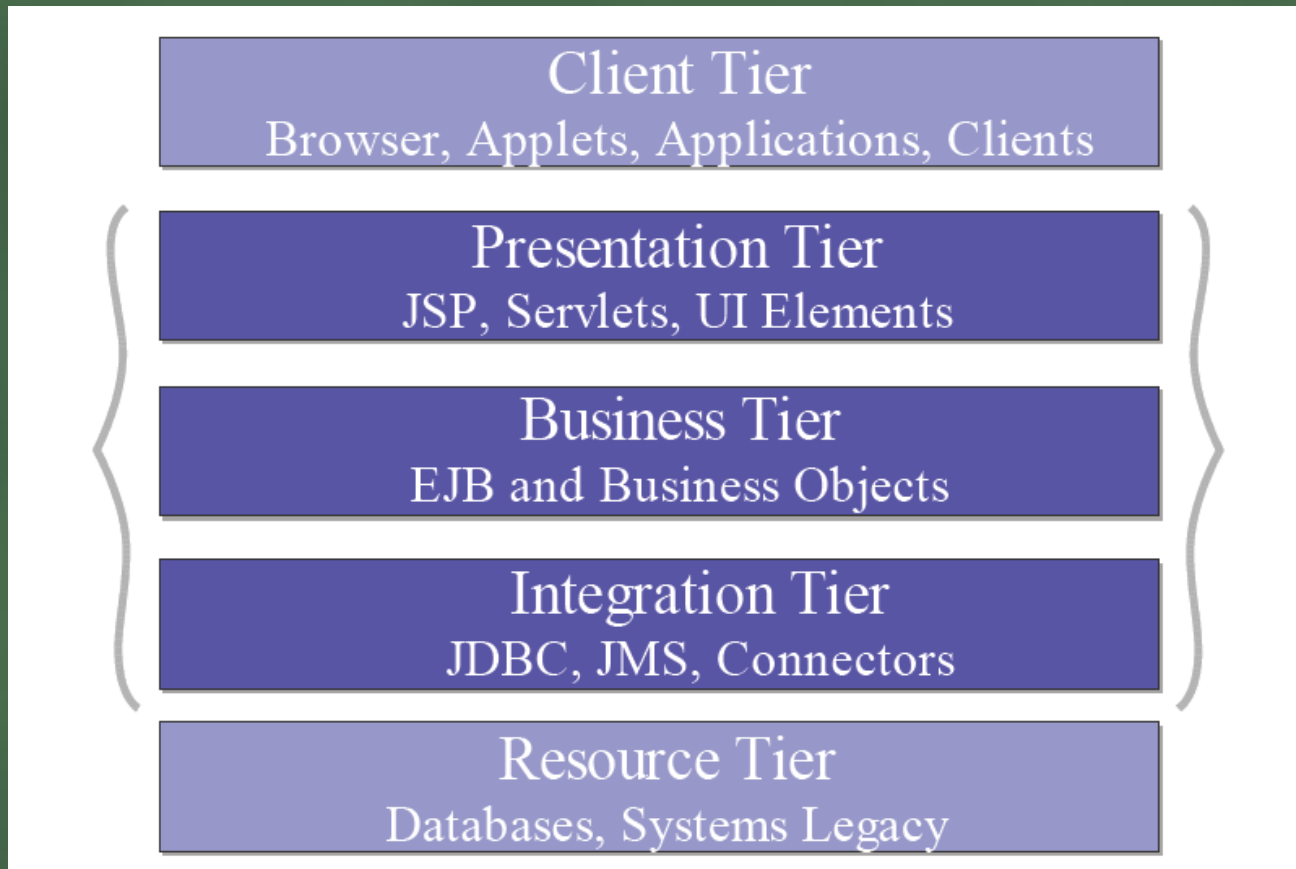 Client Tier
Browser, Applets, Applications, Clients
Presentation Tier
JSP, Servlets, UI Elements
Business Tier
EJB and Business Objects
Integration Tier
JDBC, JMS, Connectors
Resource Tier
Databases, Systems Legacy